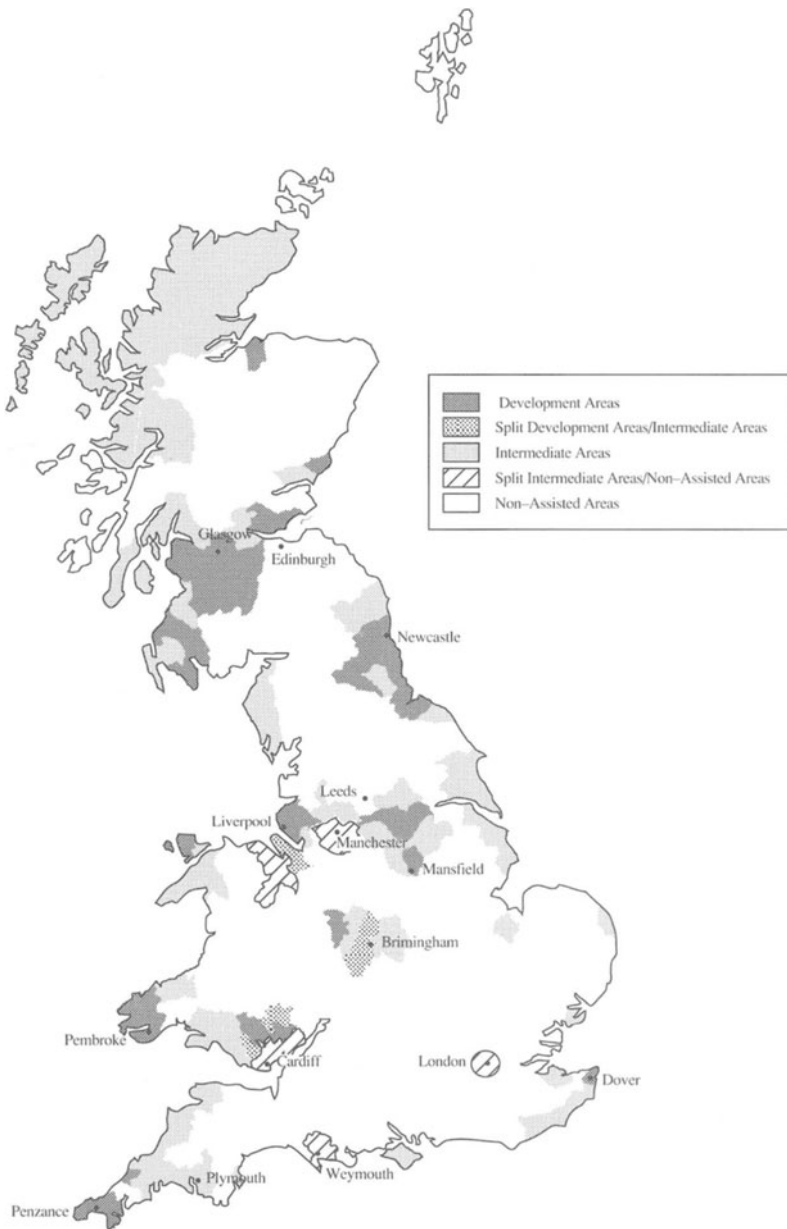 Development Areas
Split Development Areas/Intermediate Areas
Intermediate Areas
Split Intermediate Areas/Non–Assisted Areas
Non–Assisted Areas
Glasgow
Edinburgh
Newcastle
Leeds
Liverpool
Manchester
Mansfield
Brimingham
Pembroke
Cardiff
London
Dover
Plymouth
Weymouth
Penzance